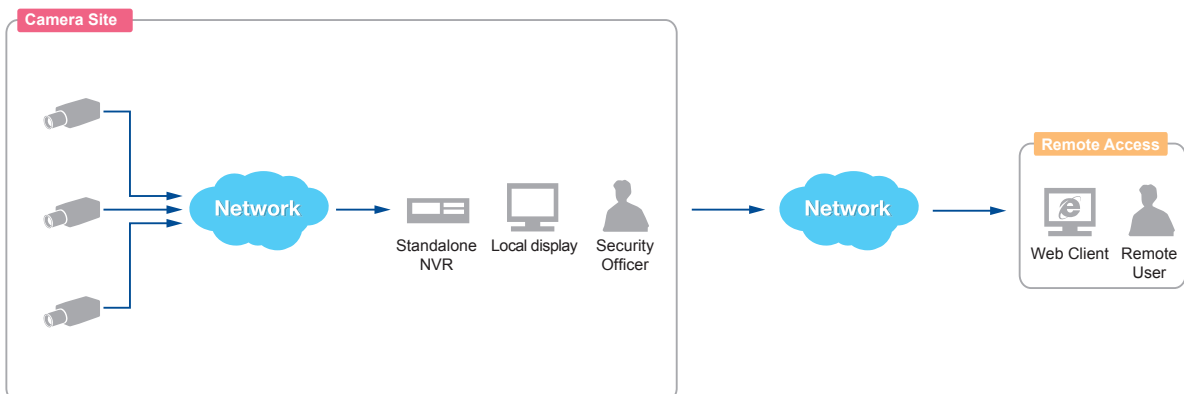 Camera Site
Remote Access
Network
Network
Standalone
NVR
Local display
Security
Officer
Web Client
Remote
User